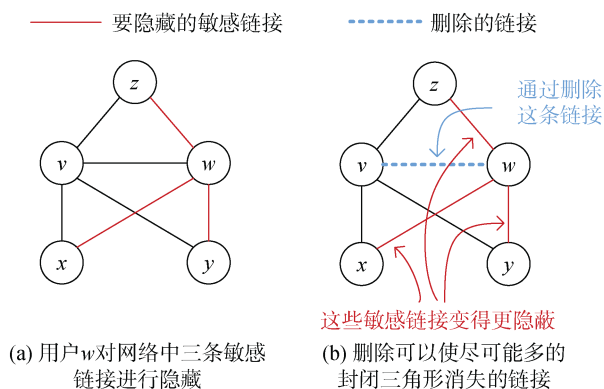 要隐藏的敏感链接
删除的链接
z
v
w
x
y
z
v
w
x
y
通过删除
这条链接
这些敏感链接变得更隐蔽
(a) 用户w对网络中三条敏感
链接进行隐藏
(b) 删除可以使尽可能多的
封闭三角形消失的链接